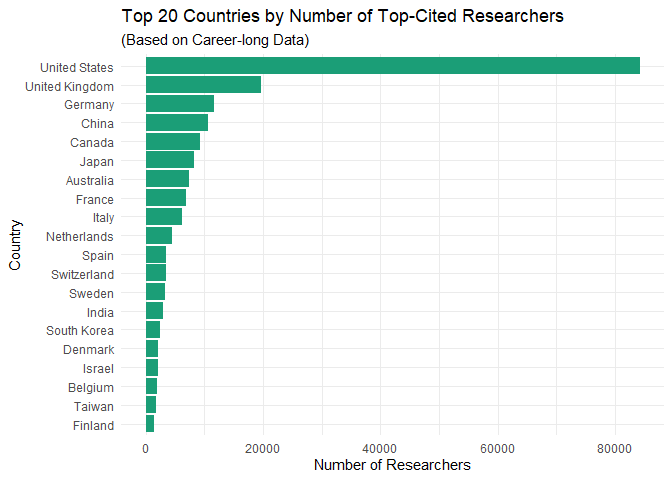 Top 20 Countries by Number of Top-Cited Researchers
(Based on Career-long Data)
United States
United Kingdom
Germany
China
Canada
Japan
Australia
France
Italy
Netherlands
Spain
Switzerland
Sweden
India
South Korea
Denmark
Israel
Belgium
Taiwan
Finland
Country
0 20000 40000 60000 80000
Number of Researchers